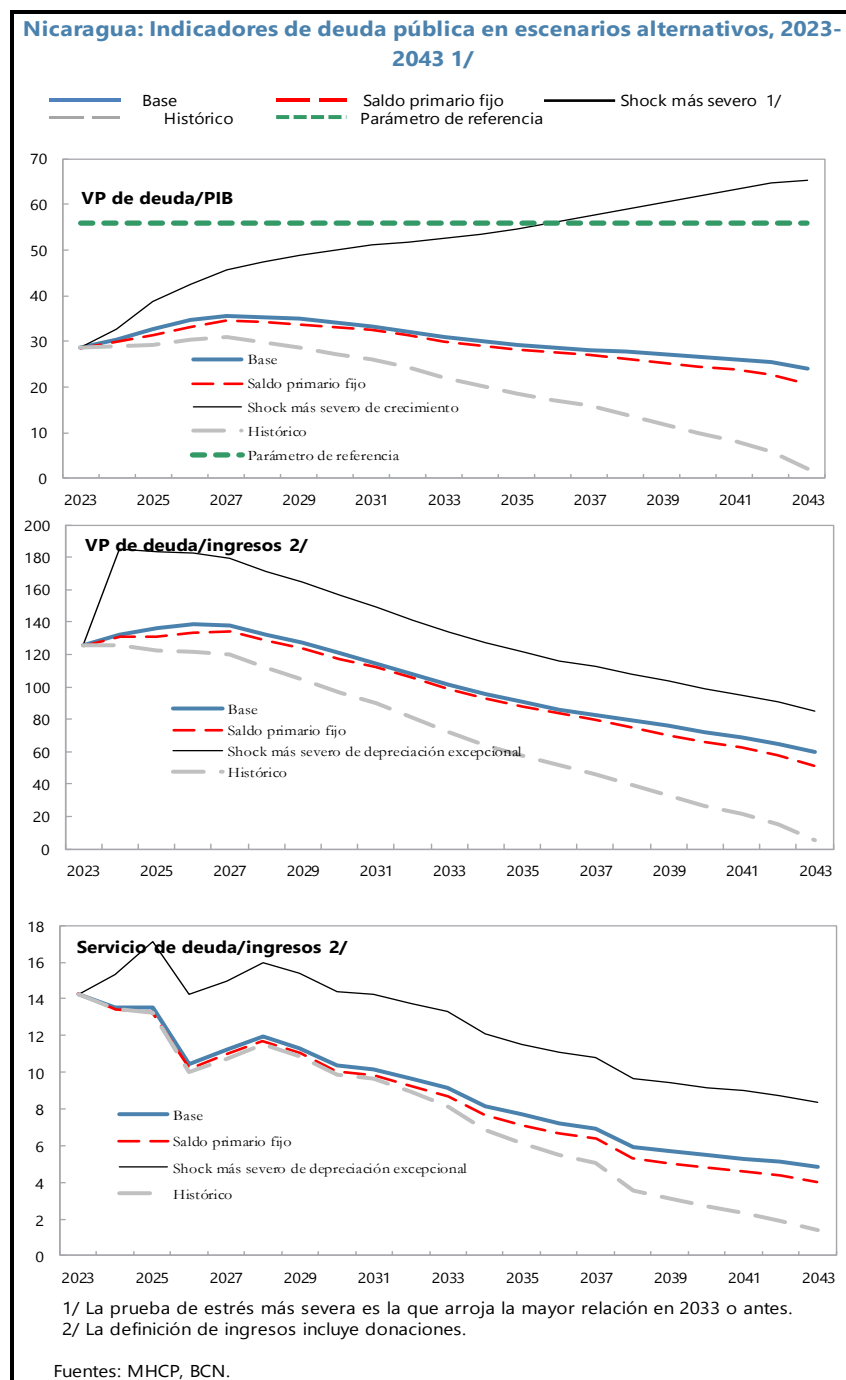 Nicaragua: Indicadores de deuda pública en escenarios alternativos, 2023-
2043 1/
Base
Saldo primario fijo
Shock más severo 1/
Histórico
Parámetro de referencia
70
60
50
40
30
20
10
0
VP de deuda/PIB
Base
Saldo primario fijo
Shock más severo de crecimiento
Histórico
Parámetro de referencia
2023 2025 2027 2029 2031 2033 2035 2037 2039 2041 2043
200
180
160
140
120
100
80
60
40
20
0
VP de deuda/ingresos 2/
Base
Saldo primario fijo
Shock más severo de depreciación excepcional
Histórico
2023 2025 2027 2029 2031 2033 2035 2037 2039 2041 2043
18
16
14
12
10
8
6
4
2
0
Servicio de deuda/ingresos 2/
Base
Saldo primario fijo
Shock más severo de depreciación excepcional
Histórico
2023 2025 2027 2029 2031 2033 2035 2037 2039 2041 2043
1/ La prueba de estrés más severa es la que arroja la mayor relación en 2033 o antes.
2/ La definición de ingresos incluye donaciones.
Fuentes: MHCP, BCN.